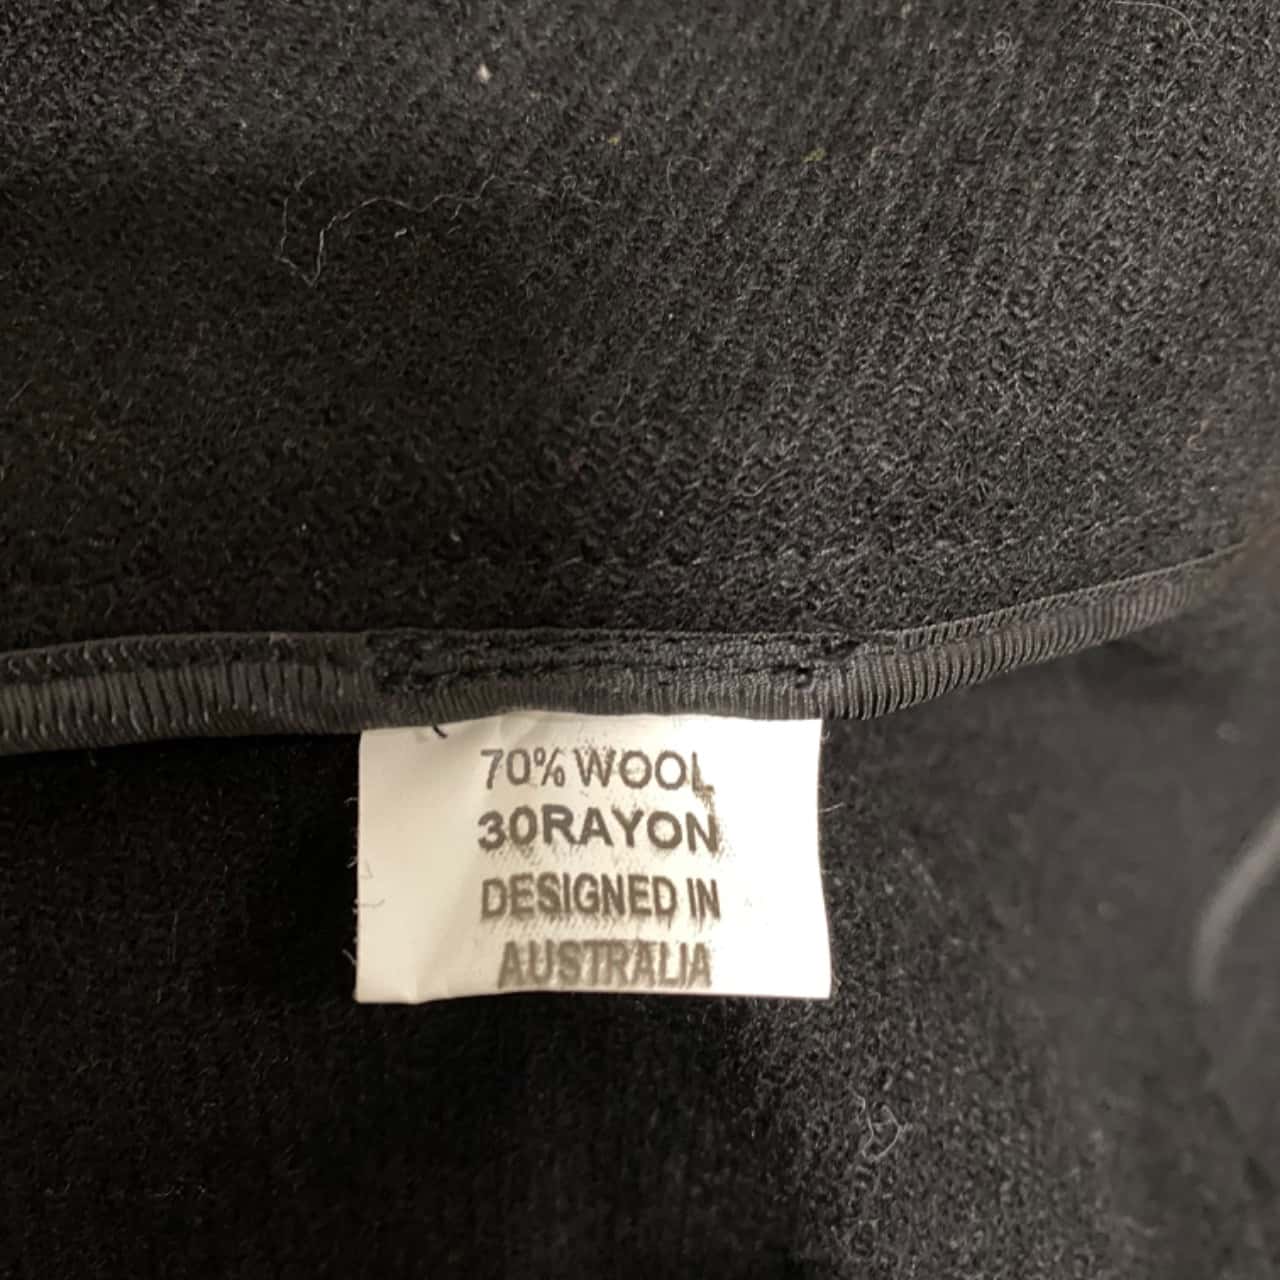 70% WOOL
30RAYON
DESIGNED IN
AUSTRALIA